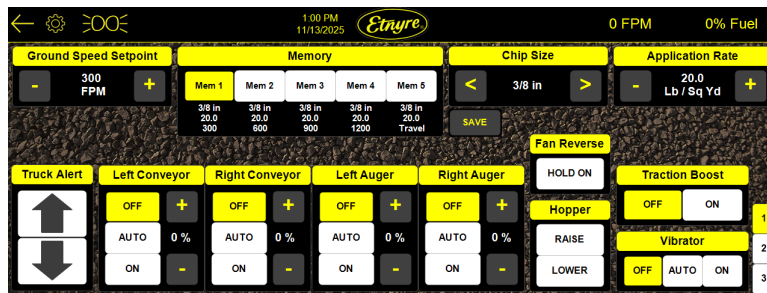 1:00 PM
11/13/2025
Etnyre
0 FPM
0% Fuel
Ground Speed Setpoint
-
300
FPM
+
Memory
Mem 1 Mem 2 Mem 3 Mem 4 Mem 5
3/8 in 3/8 in 3/8 in 3/8 in 3/8 in
20.0 20.0 20.0 20.0 20.0
300 600 900 1200 Travel
Chip Size
< 3/8 in >
SAVE
Application Rate
-
20.0
Lb / Sq Yd
+
Truck Alert
Left Conveyor
OFF +
AUTO 0 %
ON -
Right Conveyor
OFF +
AUTO 0 %
ON -
Left Auger
OFF +
AUTO 0 %
ON -
Right Auger
OFF +
AUTO 0 %
ON -
Fan Reverse
HOLD ON
Hopper
RAISE
LOWER
Traction Boost
OFF ON
Vibrator
OFF AUTO ON
1
2
3